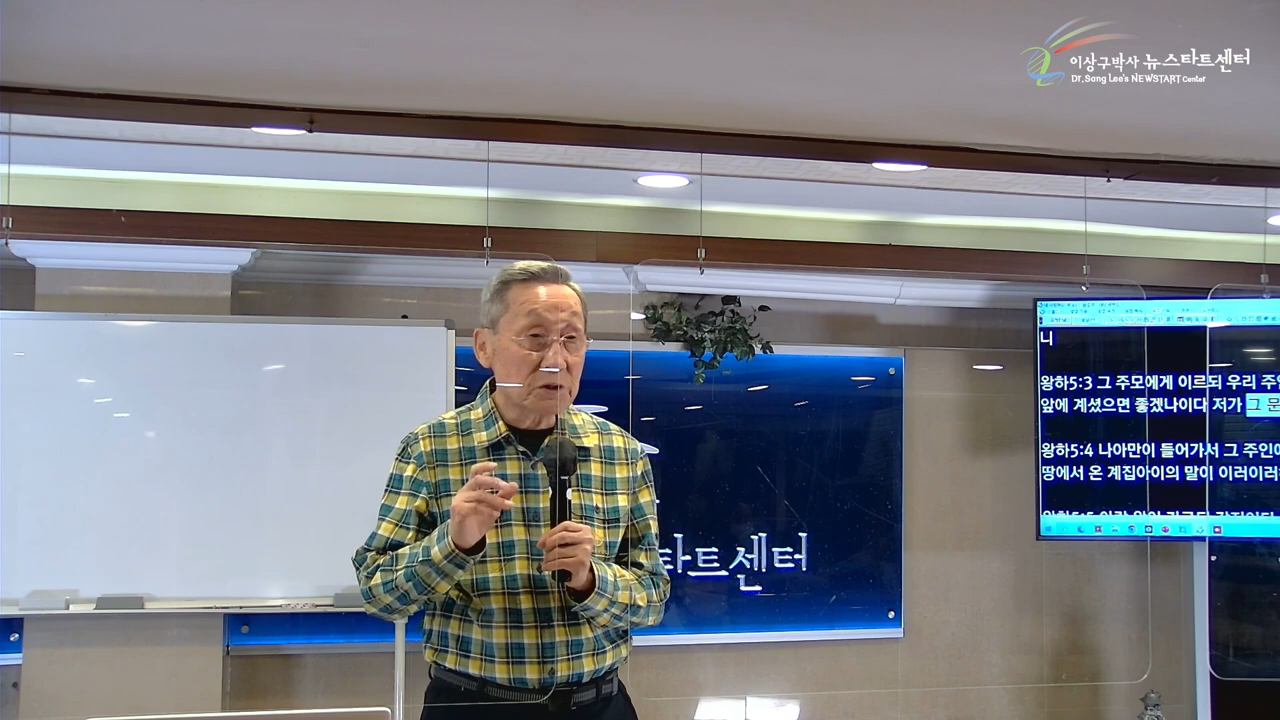 이상구박사 뉴스타트센터
Dr. Sang Lee's NEWSTART Center
니
왕하5:3 그 주모에게 이르되 우리 주인
앞에 계셨으면 좋겠나이다 저가 그 문
왕하5:4 나아만이 들어가서 그 주인에
땅에서 온 계집아이의 말이 이러이러
타트센터